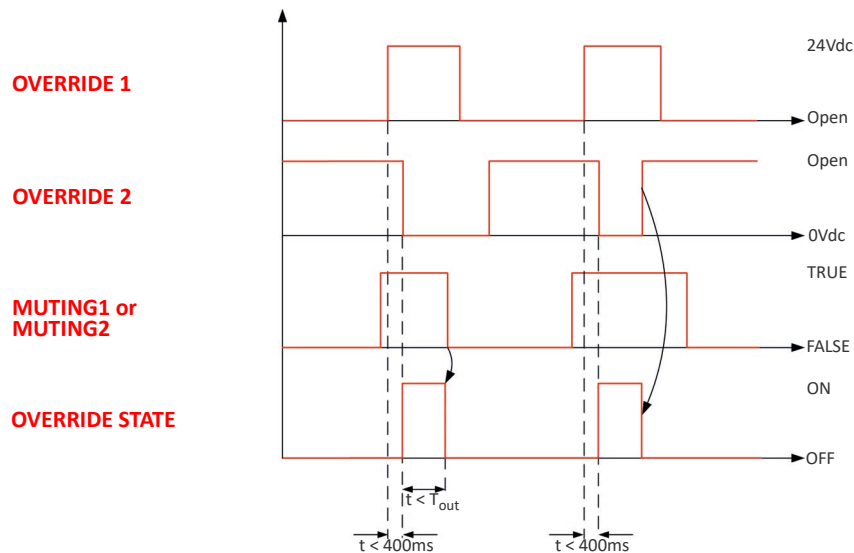 24Vdc
OVERRIDE 1
Open
Open
OVERRIDE 2
0Vdc
TRUE
MUTING1 or
MUTING2
FALSE
ON
OVERRIDE STATE
OFF
t < Tout
t < 400ms
t < 400ms